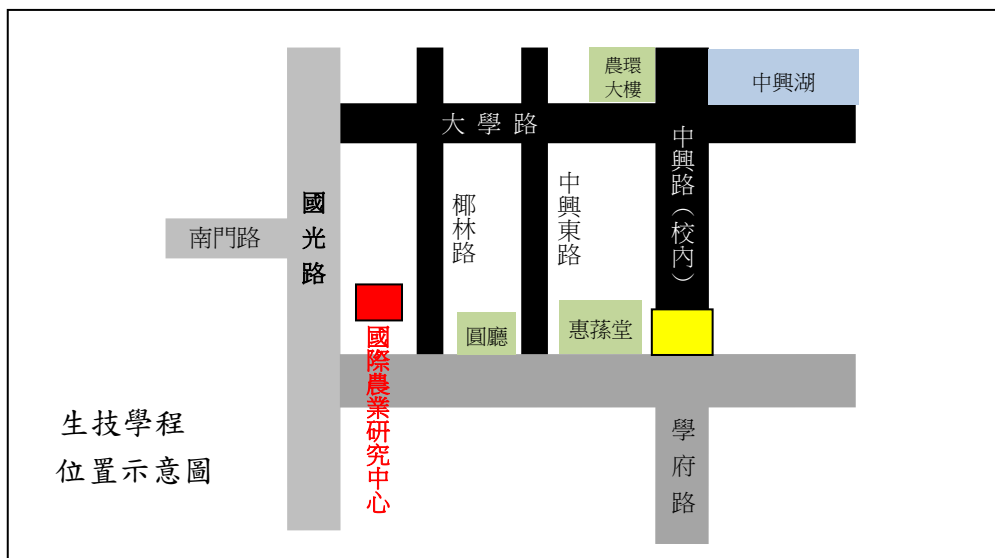 農環
大樓
中興湖
大學路
中興路（校內）
國光路
南門路
椰林路
中興東路
圓廳
惠蓀堂
國際農業研究中心
學府路
生技學程
位置示意圖